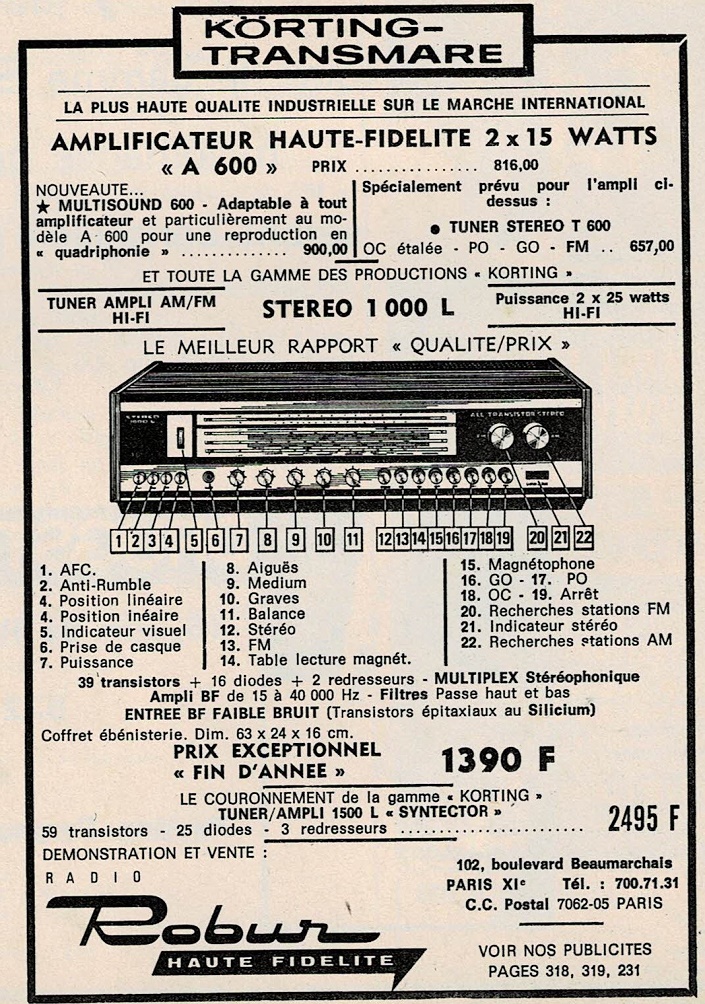 KÖRTING-
TRANSMARE
LA PLUS HAUTE QUALITE INDUSTRIELLE SUR LE MARCHE INTERNATIONAL
AMPLIFICATEUR HAUTE-FIDELITE 2 x 15 WATTS
« A 600 » PRIX ................ 816,00
NOUVEAUTE...
★ MULTISOUND 600 - Adaptable à tout
amplificateur et particulièrement au mo-
dèle A 600 pour une reproduction en
« quadriphonie » .............. 900,00
Spécialement prévu pour l'ampli ci-
dessus :
● TUNER STEREO T 600
OC étalée - PO - GO - FM .. 657,00
ET TOUTE LA GAMME DES PRODUCTIONS « KORTING »
TUNER AMPLI AM/FM
HI-FI
STEREO 1 000 L
Puissance 2 x 25 watts
HI-FI
LE MEILLEUR RAPPORT « QUALITE/PRIX »
STEREO
1000 L
ALL TRANSISTOR STEREO
1 2 3 4 5 6 7 8 9 10 11 12 13 14 15 16 17 18 19 20 21 22
1. AFC.
2. Anti-Rumble
4. Position linéaire
4. Position inéaire
5. Indicateur visuel
6. Prise de casque
7. Puissance
8. Aiguës
9. Medium
10. Graves
11. Balance
12. Stéréo
13. FM
14. Table lecture magnét.
15. Magnétophone
16. GO - 17. PO
18. OC - 19. Arrêt
20. Recherches stations FM
21. Indicateur stéréo
22. Recherches stations AM
39 transistors + 16 diodes + 2 redresseurs - MULTIPLEX Stéréophonique
Ampli BF de 15 à 40 000 Hz - Filtres Passe haut et bas
ENTREE BF FAIBLE BRUIT (Transistors épitaxiaux au Silicium)
Coffret ébénisterie. Dim. 63 x 24 x 16 cm.
PRIX EXCEPTIONNEL
« FIN D'ANNEE »
1390 F
LE COURONNEMENT de la gamme « KORTING »
TUNER/AMPLI 1500 L « SYNTECTOR »
59 transistors - 25 diodes - 3 redresseurs ........................ 2495 F
DEMONSTRATION ET VENTE :
RADIO
Robur
HAUTE FIDELITE
102, boulevard Beaumarchais
PARIS XIe Tél. : 700.71.31
C.C. Postal 7062-05 PARIS
VOIR NOS PUBLICITES
PAGES 318, 319, 231